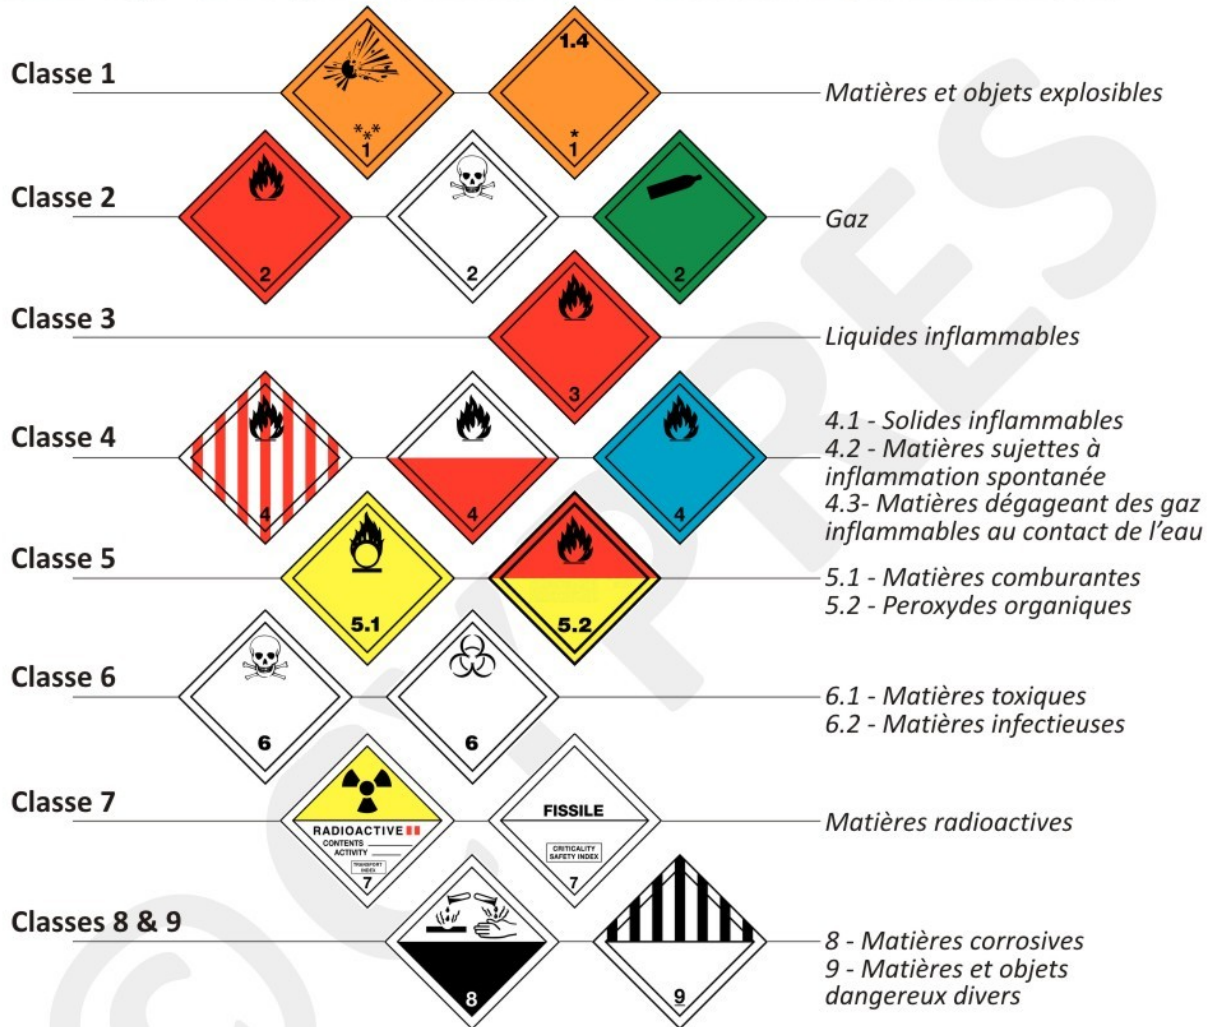 Classe 1
1
1.4
1
Matières et objets explosibles
Classe 2
2
2
2
Gaz
Classe 3
3
Liquides inflammables
Classe 4
4
4
4
4.1 - Solides inflammables
4.2 - Matières sujettes à
inflammation spontanée
4.3- Matières dégageant des gaz
inflammables au contact de l'eau
Classe 5
5.1
5.2
5.1 - Matières comburantes
5.2 - Peroxydes organiques
Classe 6
6
6
6.1 - Matières toxiques
6.2 - Matières infectieuses
Classe 7
RADIOACTIVE II
CONTENTS
ACTIVITY
TRANSPORT
INDEX
7
FISSILE
CRITICALITY
SAFETY INDEX
7
Matières radioactives
Classes 8 & 9
8
9
8 - Matières corrosives
9 - Matières et objets
dangereux divers
©CYPRES